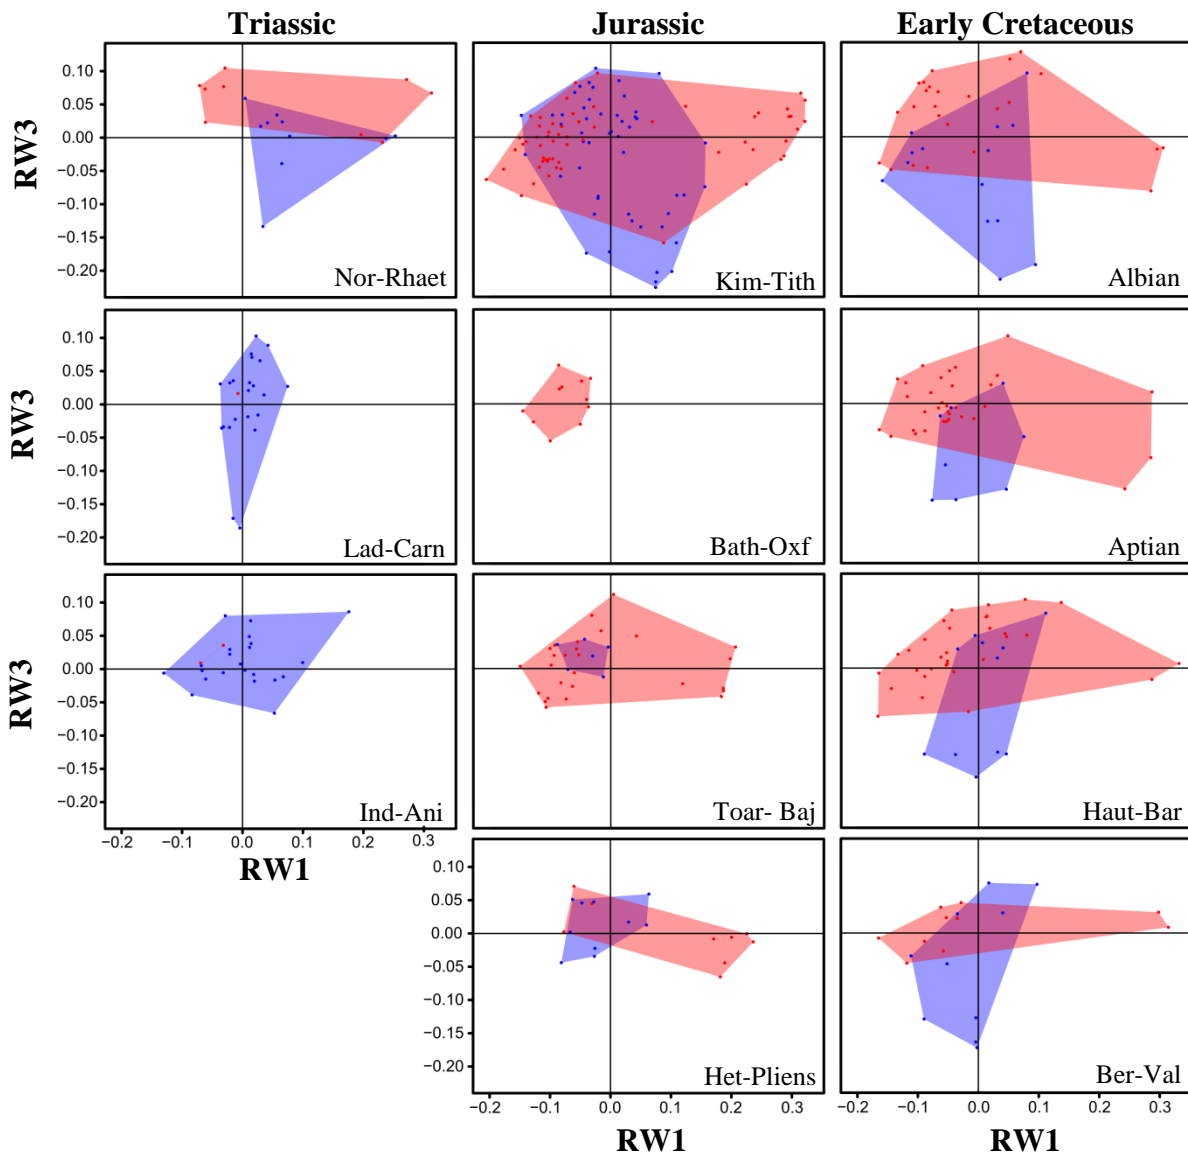 Triassic Jurassic Early Cretaceous
RW3 0.10 0.05 0.00 −0.05 −0.10 −0.15 −0.20 Nor-Rhaet Kim-Tith Albian
RW3 0.10 0.05 0.00 −0.05 −0.10 −0.15 −0.20 Lad-Carn Bath-Oxf Aptian
RW3 0.10 0.05 0.00 −0.05 −0.10 −0.15 −0.20 Ind-Ani Toar- Baj Haut-Bar
−0.2 −0.1 0.0 0.1 0.2 0.3
RW1
0.10 0.05 0.00 −0.05 −0.10 −0.15 −0.20 Het-Pliens Ber-Val
−0.2 −0.1 0.0 0.1 0.2 0.3 −0.2 −0.1 0.0 0.1 0.2 0.3
RW1 RW1